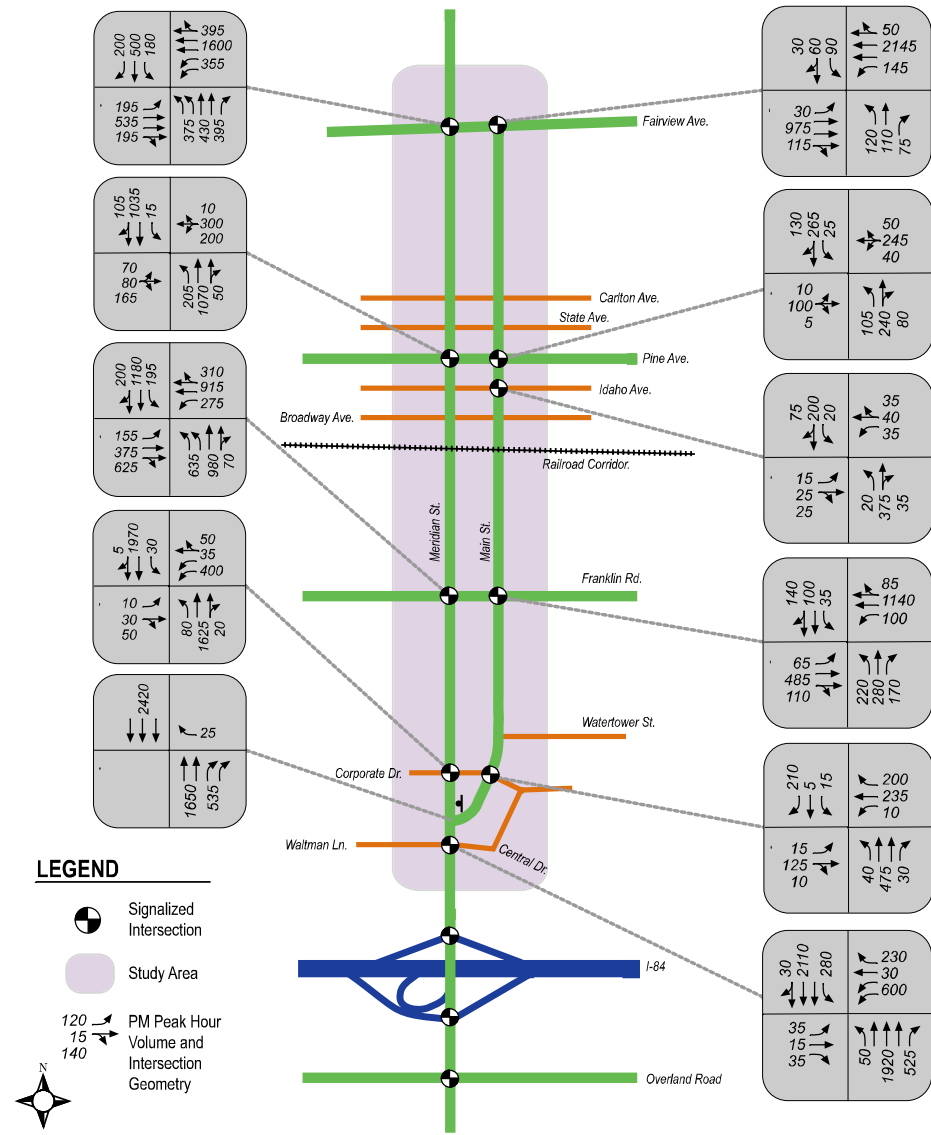 200 500 180
395
1600
355
195
535
195
375 430 395
105 1035 15
10
300
200
70
80
165
205 1070 50
200 1180 195
310
915
275
155
375
625
635 980 70
5 1970 30
50
35
400
10
30
50
80 1625 20
2420
25
1650 535
30 60 90
50
2145
145
30
975
115
120 110 75
130 265 25
50
245
40
10
100
5
105 240 80
75 200 20
35
40
35
15
25
25
20 375 35
140 100 35
85
1140
100
65
485
110
220 280 170
210 5 15
200
235
10
15
125
10
40 475 30
30 2110 280
230
30
600
35
15
35
50 1920 525
Fairview Ave.
Carlton Ave.
State Ave.
Pine Ave.
Idaho Ave.
Broadway Ave.
Railroad Corridor.
Meridian St.
Main St.
Franklin Rd.
Watertower St.
Corporate Dr.
Waltman Ln.
Central Dr.
I-84
Overland Road
LEGEND
Signalized
Intersection
Study Area
120
15
140
PM Peak Hour
Volume and
Intersection
Geometry
N